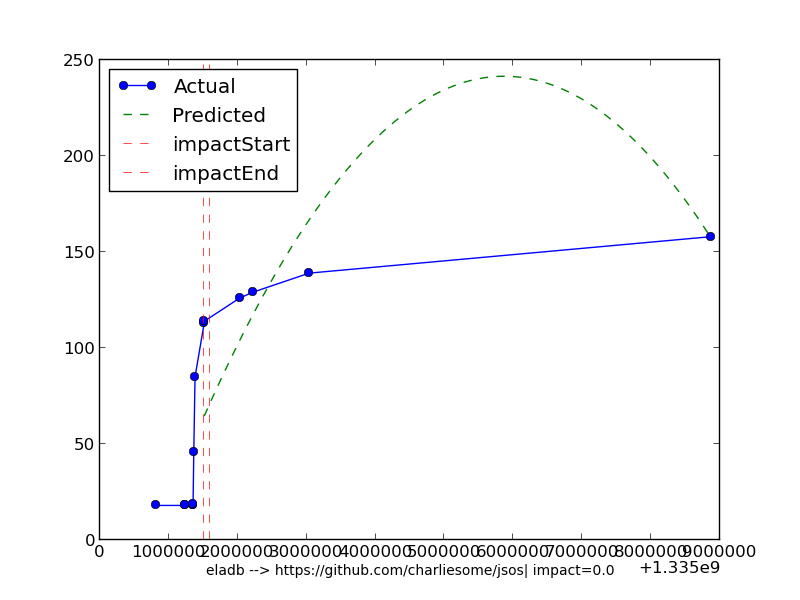 250
200
150
100
50
0
Actual
Predicted
impactStart
impactEnd
0 1000000 2000000 3000000 4000000 5000000 6000000 7000000 8000000 9000000
+1.335e9
eladb --> https://github.com/charliesome/jsos| impact=0.0